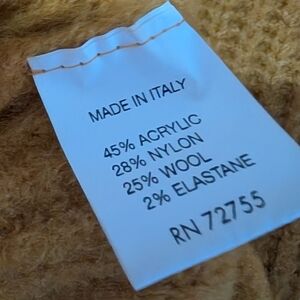 MADE IN ITALY
45% ACRYLIC
28% NYLON
25% WOOL
2% ELASTANE
RN 72755